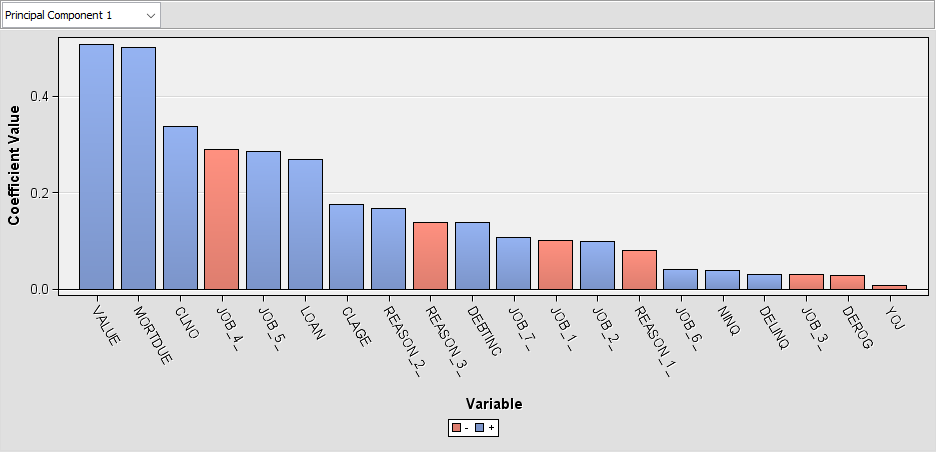 Principal Component 1
Coefficient Value
0.4
0.2
0.0
VALUE
MORTDUE
CLNO
JOB_4_
JOB_5_
LOAN
CLAGE
REASON_2_
REASON_3_
DEBTINC
JOB_7_
JOB_1_
JOB_2_
REASON_1_
JOB_6_
NINQ
DELINQ
JOB_3_
DEROG
YOJ
Variable
- +